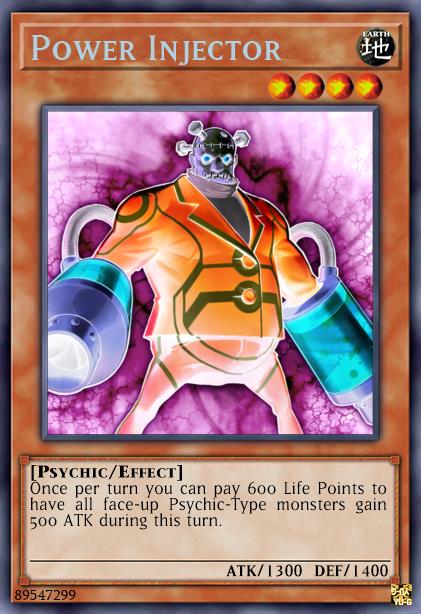 POWER INJECTOR
EARTH
地
[PSYCHIC/EFFECT]
Once per turn you can pay 600 Life Points to
have all face-up Psychic-Type monsters gain
500 ATK during this turn.
ATK/1300 DEF/1400
89547299